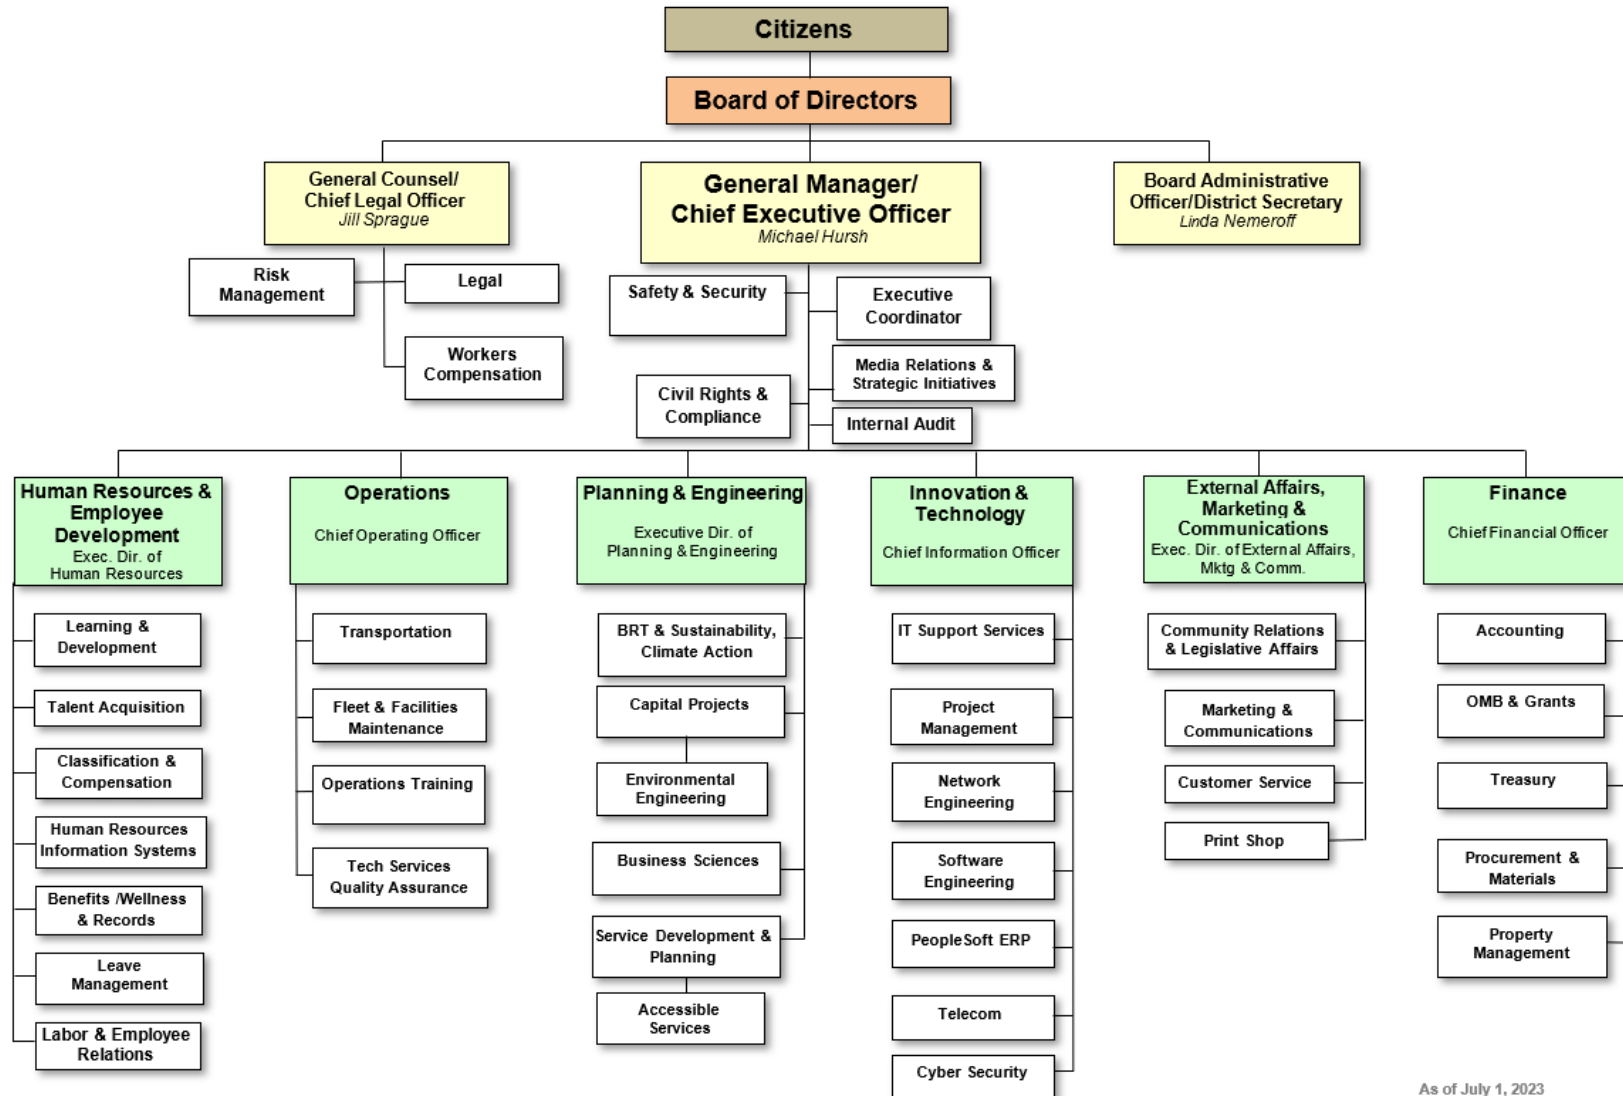 Citizens
Board of Directors
General Counsel/
Chief Legal Officer
Jill Sprague
General Manager/
Chief Executive Officer
Michael Hursh
Board Administrative
Officer/District Secretary
Linda Nemeroff
Risk
Management
Legal
Workers
Compensation
Safety & Security
Executive
Coordinator
Media Relations &
Strategic Initiatives
Civil Rights &
Compliance
Internal Audit
Human Resources &
Employee
Development
Exec. Dir. of
Human Resources
Learning &
Development
Talent Acquisition
Classification &
Compensation
Human Resources
Information Systems
Benefits /Wellness
& Records
Leave
Management
Labor & Employee
Relations
Operations
Chief Operating Officer
Transportation
Fleet & Facilities
Maintenance
Operations Training
Tech Services
Quality Assurance
Planning & Engineering
Executive Dir. of
Planning & Engineering
BRT & Sustainability,
Climate Action
Capital Projects
Environmental
Engineering
Business Sciences
Service Development &
Planning
Accessible
Services
Innovation &
Technology
Chief Information Officer
IT Support Services
Project
Management
Network
Engineering
Software
Engineering
PeopleSoft ERP
Telecom
Cyber Security
External Affairs,
Marketing &
Communications
Exec. Dir. of External Affairs,
Mktg & Comm.
Community Relations
& Legislative Affairs
Marketing &
Communications
Customer Service
Print Shop
Finance
Chief Financial Officer
Accounting
OMB & Grants
Treasury
Procurement &
Materials
Property
Management
As of July 1, 2023